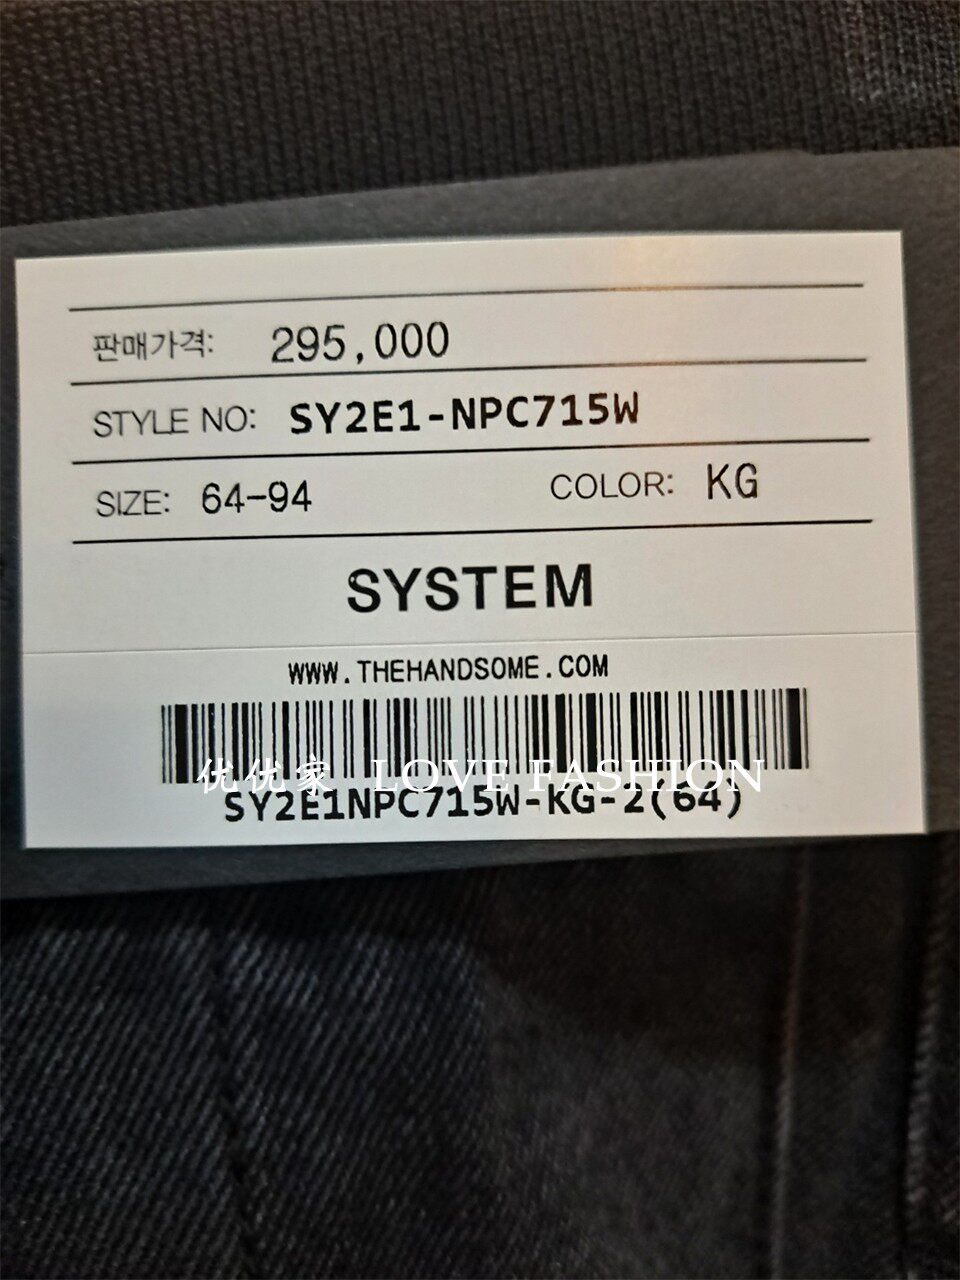 판매가격: 295,000
STYLE NO: SY2E1-NPC715W
SIZE: 64-94 COLOR: KG
SYSTEM
WWW.THEHANDSOME.COM
优优家 LOVE FASHION
SY2E1NPC715W-KG-2(64)